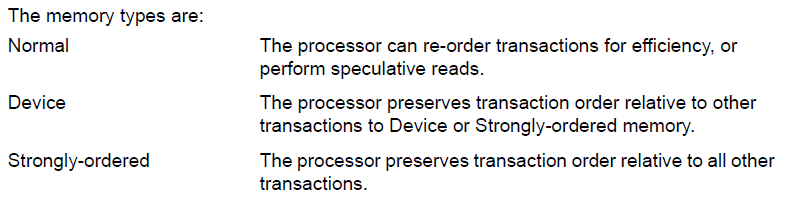 The memory types are:
Normal The processor can re-order transactions for efficiency, or
perform speculative reads.
Device The processor preserves transaction order relative to other
transactions to Device or Strongly-ordered memory.
Strongly-ordered The processor preserves transaction order relative to all other
transactions.